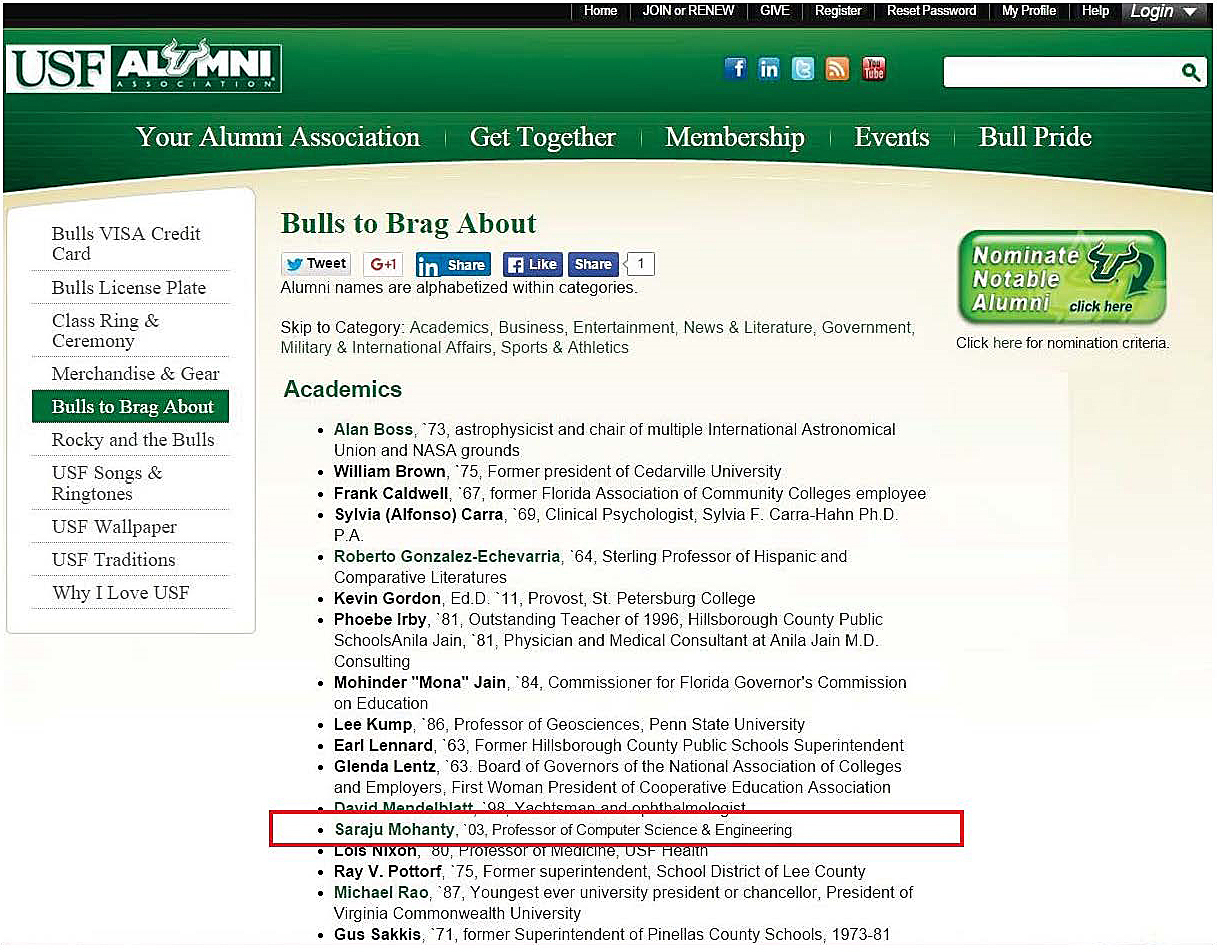 Home JOIN or RENEW GIVE Register Reset Password My Profile Help Login
USF ALUMNI
ASSOCIATION
You Tube
Your Alumni Association Get Together Membership Events Bull Pride
Bulls VISA Credit
Card
Bulls License Plate
Class Ring &
Ceremony
Merchandise & Gear
Bulls to Brag About
Rocky and the Bulls
USF Songs &
Ringtones
USF Wallpaper
USF Traditions
Why I Love USF
Bulls to Brag About
Tweet G+1 in Share f Like Share 1
Alumni names are alphabetized within categories.
Skip to Category: Academics, Business, Entertainment, News & Literature, Government,
Military & International Affairs, Sports & Athletics
Academics
• Alan Boss, `73, astrophysicist and chair of multiple International Astronomical
Union and NASA grounds
• William Brown, `75, Former president of Cedarville University
• Frank Caldwell, `67, former Florida Association of Community Colleges employee
• Sylvia (Alfonso) Carra, `69, Clinical Psychologist, Sylvia F. Carra-Hahn Ph.D.
P.A.
• Roberto Gonzalez-Echevarria, `64, Sterling Professor of Hispanic and
Comparative Literatures
• Kevin Gordon, Ed.D. `11, Provost, St. Petersburg College
• Phoebe Irby, `81, Outstanding Teacher of 1996, Hillsborough County Public
SchoolsAnila Jain, `81, Physician and Medical Consultant at Anila Jain M.D.
Consulting
• Mohinder "Mona" Jain, `84, Commissioner for Florida Governor's Commission
on Education
• Lee Kump, `86, Professor of Geosciences, Penn State University
• Earl Lennard, `63, Former Hillsborough County Public Schools Superintendent
• Glenda Lentz, `63. Board of Governors of the National Association of Colleges
and Employers, First Woman President of Cooperative Education Association
• David Mendelblatt, `98, Yachtsman and ophthalmologist
• Saraju Mohanty, `03, Professor of Computer Science & Engineering
• Lois Nixon, `80, Professor of Medicine, USF Health
• Ray V. Pottorf, `75, Former superintendent, School District of Lee County
• Michael Rao, `87, Youngest ever university president or chancellor, President of
Virginia Commonwealth University
• Gus Sakkis, `71, former Superintendent of Pinellas County Schools, 1973-81
Nominate
Notable
Alumni click here
Click here for nomination criteria.